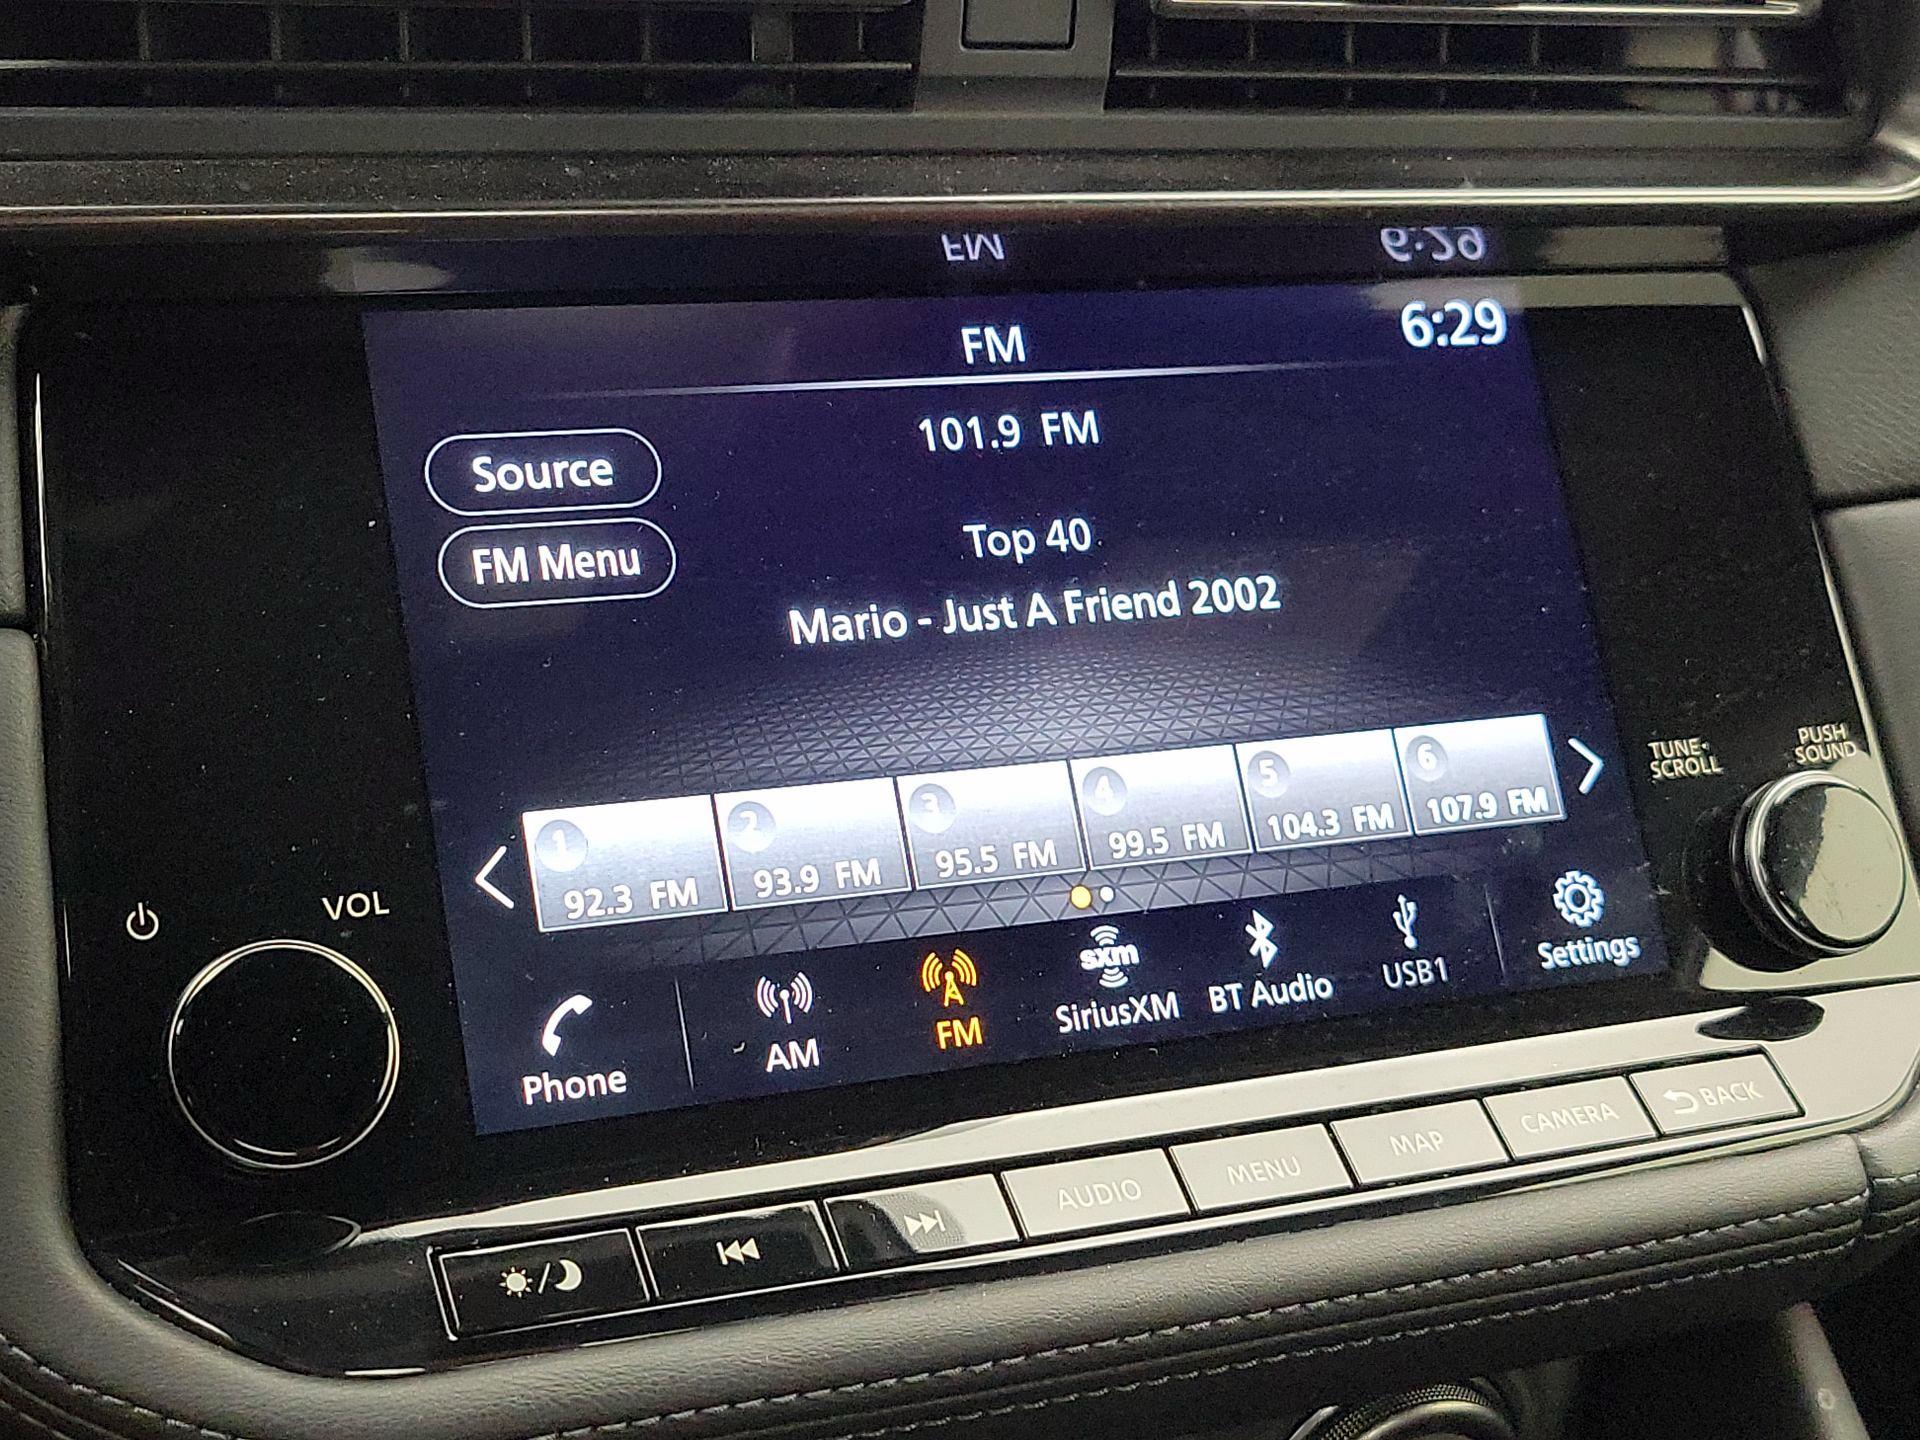 FM
6:29
101.9 FM
Source
Top 40
FM Menu
Mario - Just A Friend 2002
1 92.3 FM
2 93.9 FM
3 95.5 FM
4 99.5 FM
5 104.3 FM
6 107.9 FM
TUNE·
SCROLL
PUSH
SOUND
VOL
Phone
AM
FM
sxm
SiriusXM
BT Audio
USB1
Settings
AUDIO
MENU
MAP
CAMERA
BACK